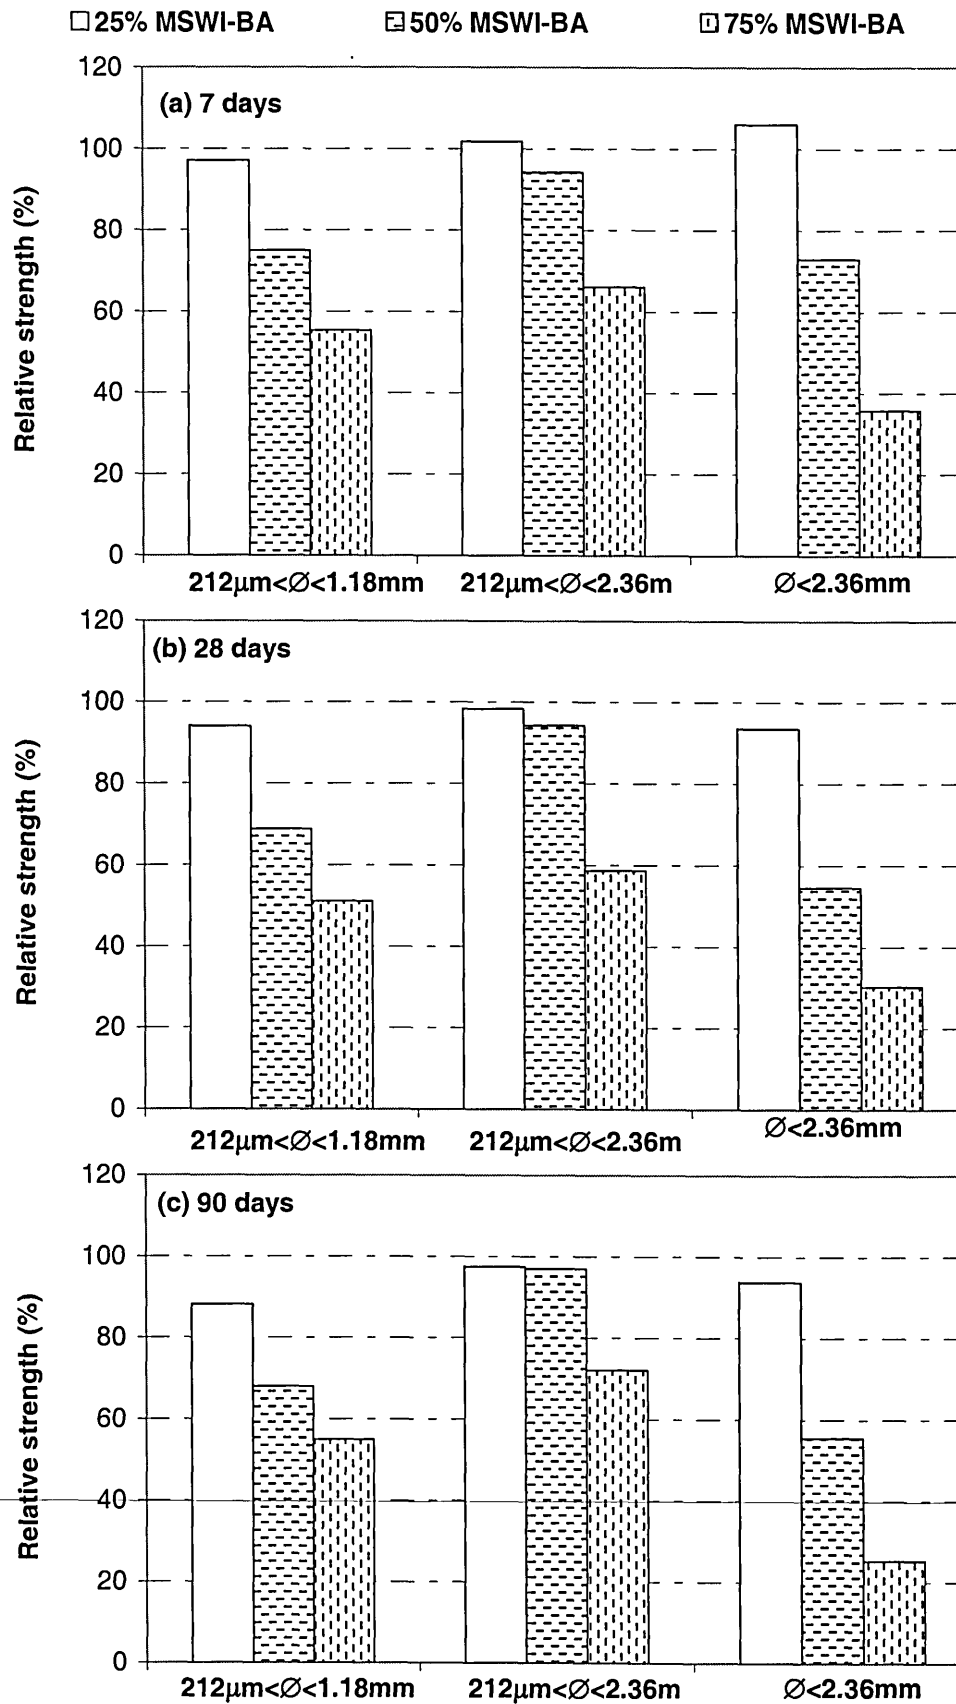 25% MSWI-BA 50% MSWI-BA 75% MSWI-BA
120
(a) 7 days
100
80
60
40
20
0
Relative strength (%)
212μm<Ø<1.18mm 212μm<Ø<2.36m Ø<2.36mm
120
(b) 28 days
100
80
60
40
20
0
Relative strength (%)
212μm<Ø<1.18mm 212μm<Ø<2.36m Ø<2.36mm
120
(c) 90 days
100
80
60
40
20
0
Relative strength (%)
212μm<Ø<1.18mm 212μm<Ø<2.36m Ø<2.36mm